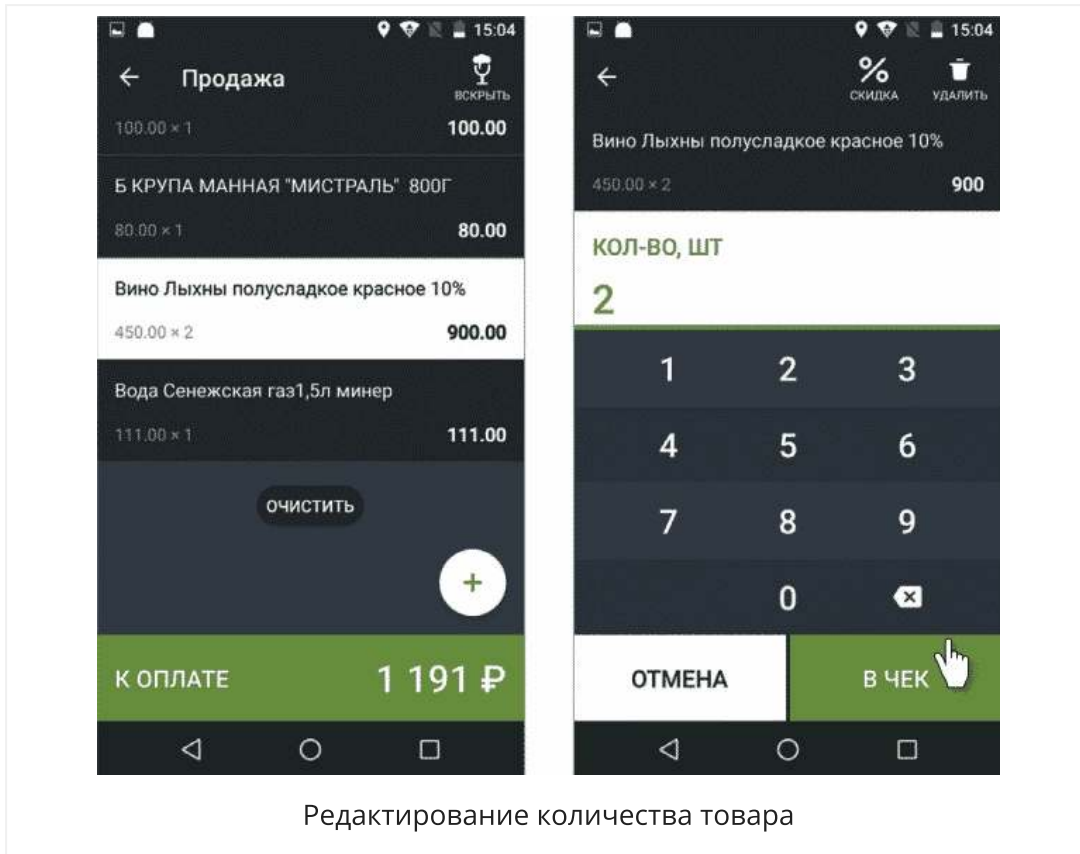 15:04
Продажа
ВСКРЫТЬ
100.00 × 1 100.00
Б КРУПА МАННАЯ "МИСТРАЛЬ" 800Г
80.00 × 1 80.00
Вино Лыхны полусладкое красное 10%
450.00 × 2 900.00
Вода Сенежская газ1,5л минер
111.00 × 1 111.00
ОЧИСТИТЬ
+
К ОПЛАТЕ 1 191 ₽
15:04
%
СКИДКА УДАЛИТЬ
Вино Лыхны полусладкое красное 10%
450.00 × 2 900
КОЛ-ВО, ШТ
2
1 2 3
4 5 6
7 8 9
0
ОТМЕНА В ЧЕК
Редактирование количества товара